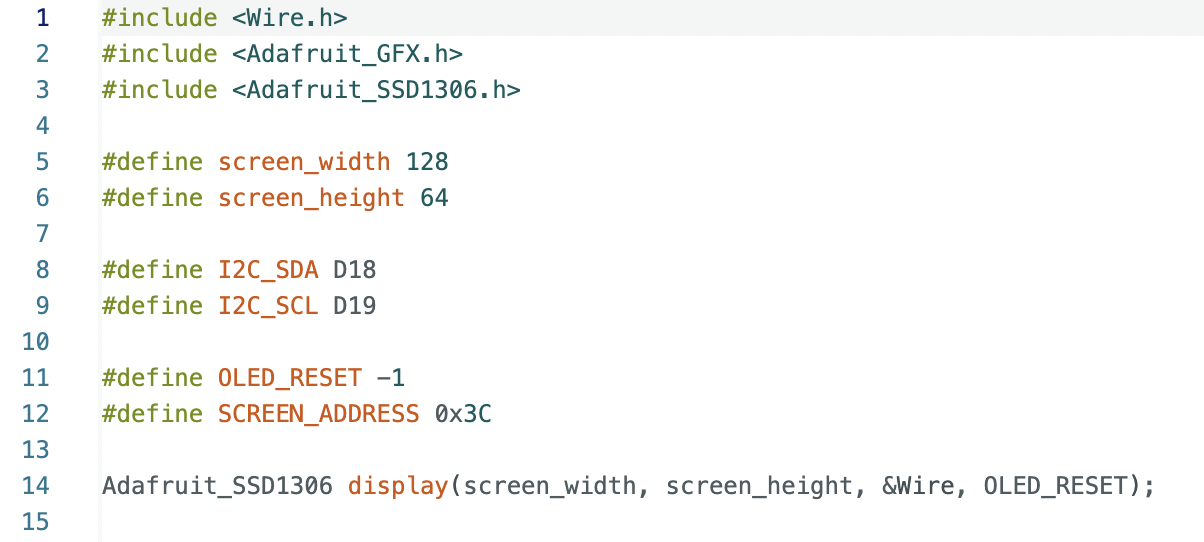 1 #include <Wire.h>
2 #include <Adafruit_GFX.h>
3 #include <Adafruit_SSD1306.h>
4
5 #define screen_width 128
6 #define screen_height 64
7
8 #define I2C_SDA D18
9 #define I2C_SCL D19
10
11 #define OLED_RESET -1
12 #define SCREEN_ADDRESS 0x3C
13
14 Adafruit_SSD1306 display(screen_width, screen_height, &Wire, OLED_RESET);
15